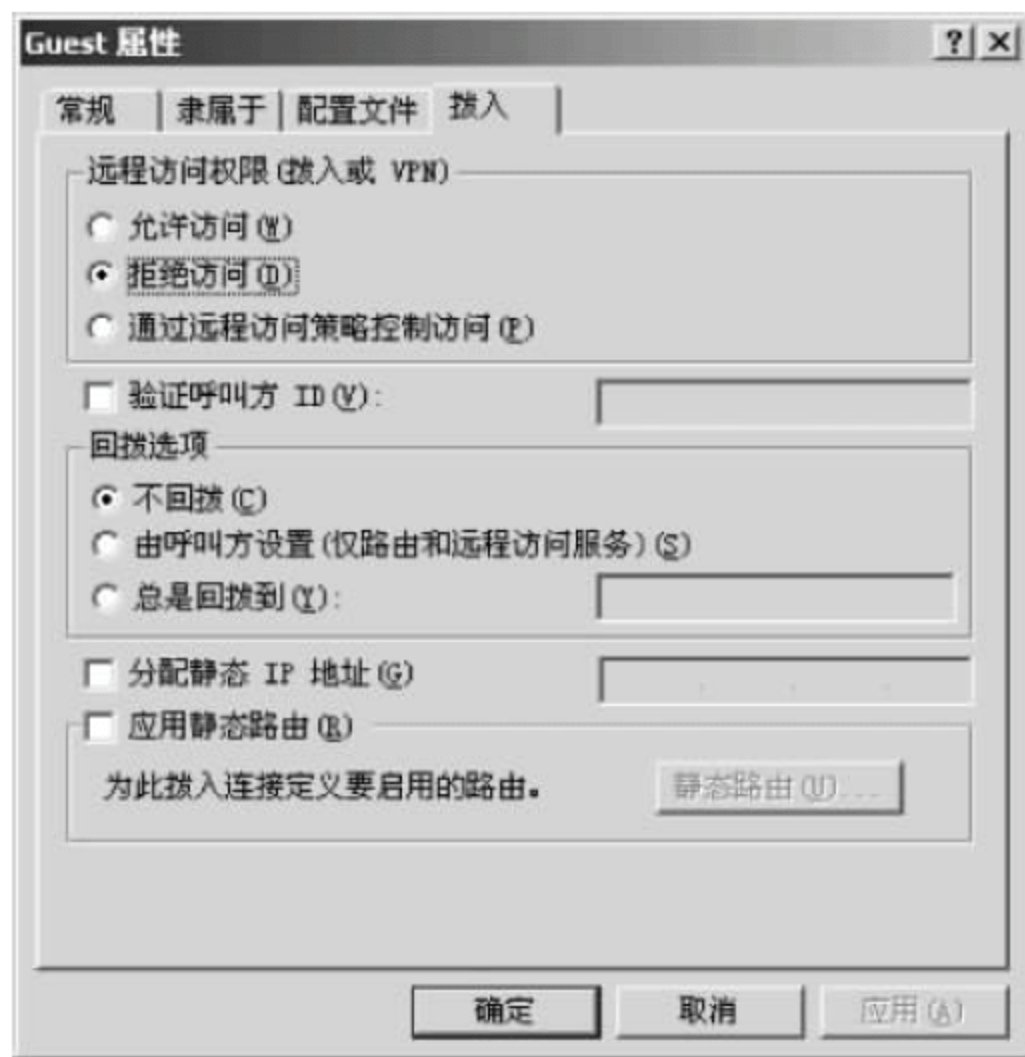 Guest 属性
常规 隶属于 配置文件 拨入
远程访问权限(拨入或 VPN)
允许访问(W)
拒绝访问(D)
通过远程访问策略控制访问(P)
验证呼叫方 ID(V):
回拨选项
不回拨(C)
由呼叫方设置(仅路由和远程访问服务)(S)
总是回拨到(Y):
分配静态 IP 地址(G)
应用静态路由(R)
为此拨入连接定义要启用的路由。 静态路由(U)...
确定 取消 应用(A)